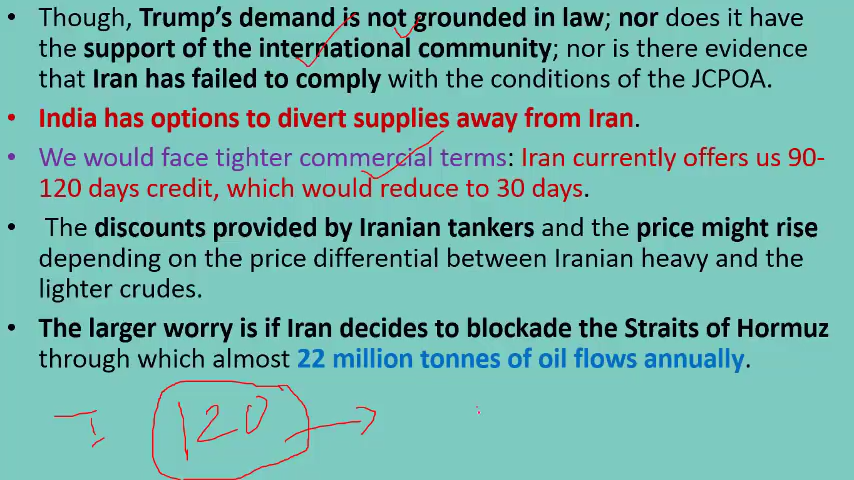 • Though, Trump's demand is not grounded in law; nor does it have
the support of the international community; nor is there evidence
that Iran has failed to comply with the conditions of the JCPOA.
• India has options to divert supplies away from Iran.
• We would face tighter commercial terms: Iran currently offers us 90-
120 days credit, which would reduce to 30 days.
• The discounts provided by Iranian tankers and the price might rise
depending on the price differential between Iranian heavy and the
lighter crudes.
• The larger worry is if Iran decides to blockade the Straits of Hormuz
through which almost 22 million tonnes of oil flows annually.
120